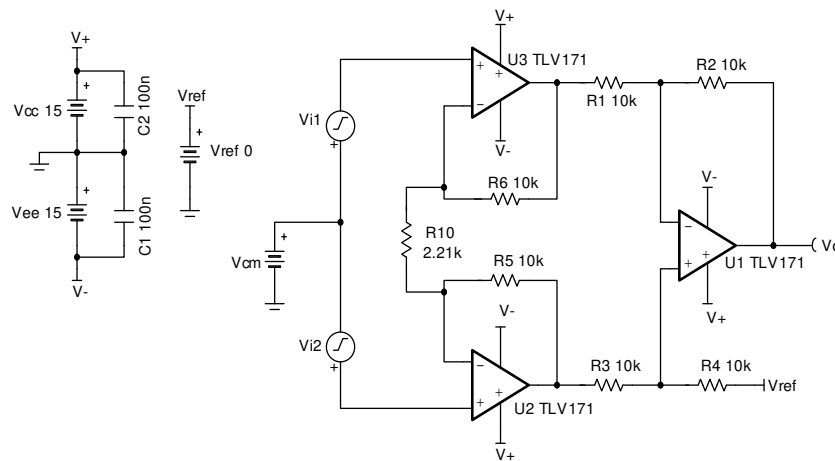 V+
+
Vcc 15
C2 100n
Vee 15
+
C1 100n
V-
Vref
+
Vref 0
Vi1
+
+
Vcm
Vi2
+
V+
U3 TLV171
+
+
−
V-
R6 10k
R10
2.21k
R5 10k
V-
−
+
+
U2 TLV171
V+
R1 10k
R2 10k
V-
−
+
+
U1 TLV171
V+
R3 10k
R4 10k
Vref